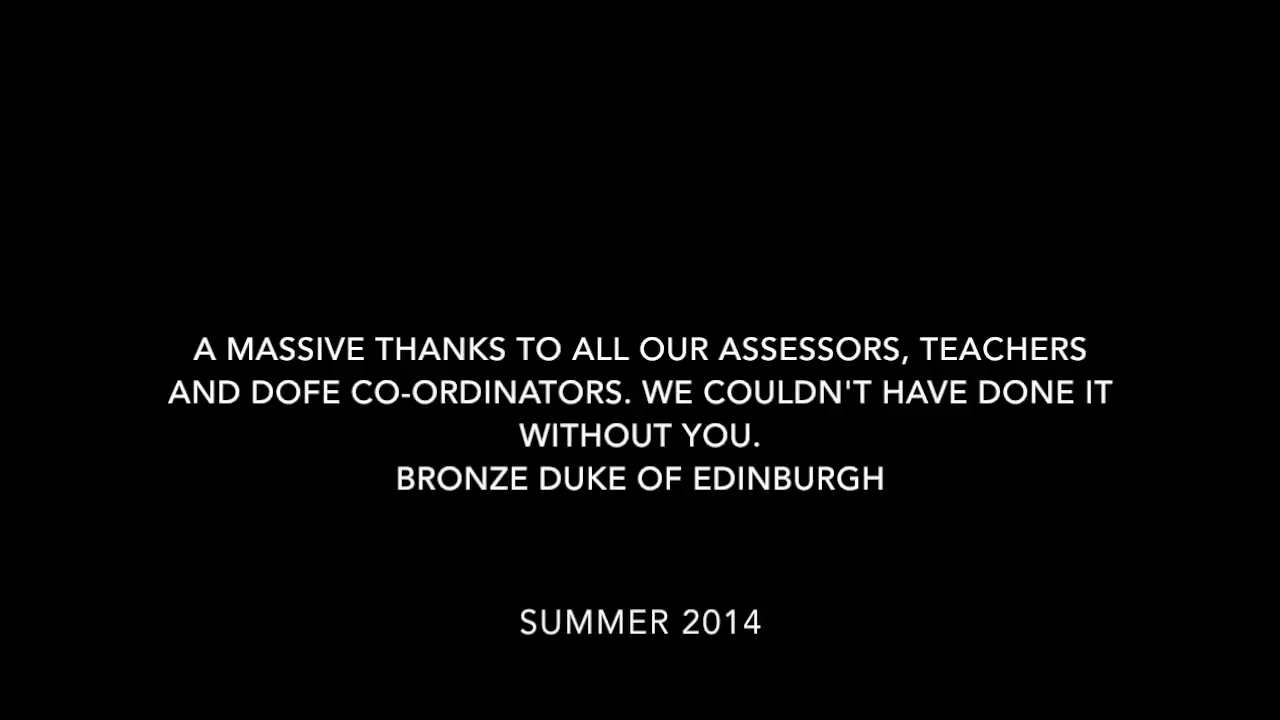 A MASSIVE THANKS TO ALL OUR ASSESSORS, TEACHERS
AND DOFE CO-ORDINATORS. WE COULDN'T HAVE DONE IT
WITHOUT YOU.
BRONZE DUKE OF EDINBURGH
SUMMER 2014